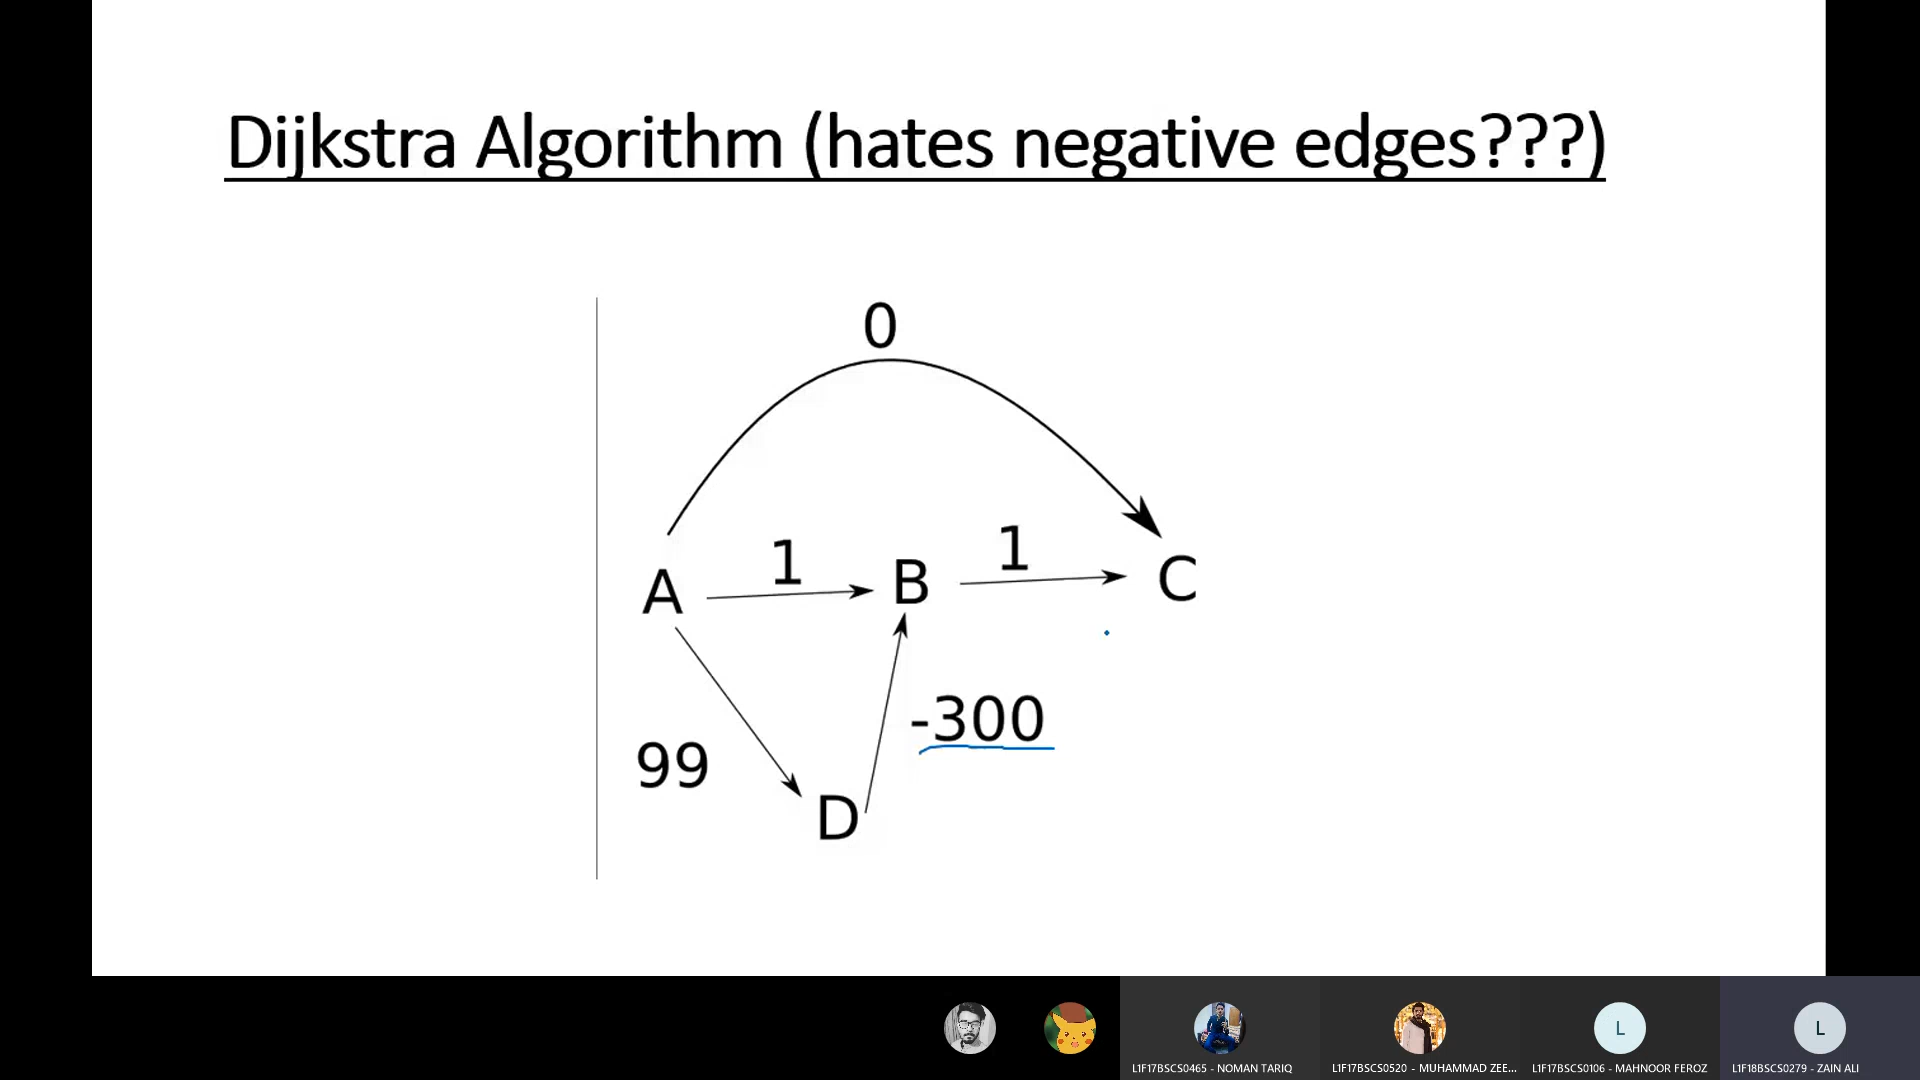 Dijkstra Algorithm (hates negative edges???)
0
1
1
A
B
C
-300
99
D
L
L
L1F17BSCS0465 - NOMAN TARIQ
L1F17BSCS0520 - MUHAMMAD ZEE...
L1F17BSCS0106 - MAHNOOR FEROZ
L1F18BSCS0279 - ZAIN ALI